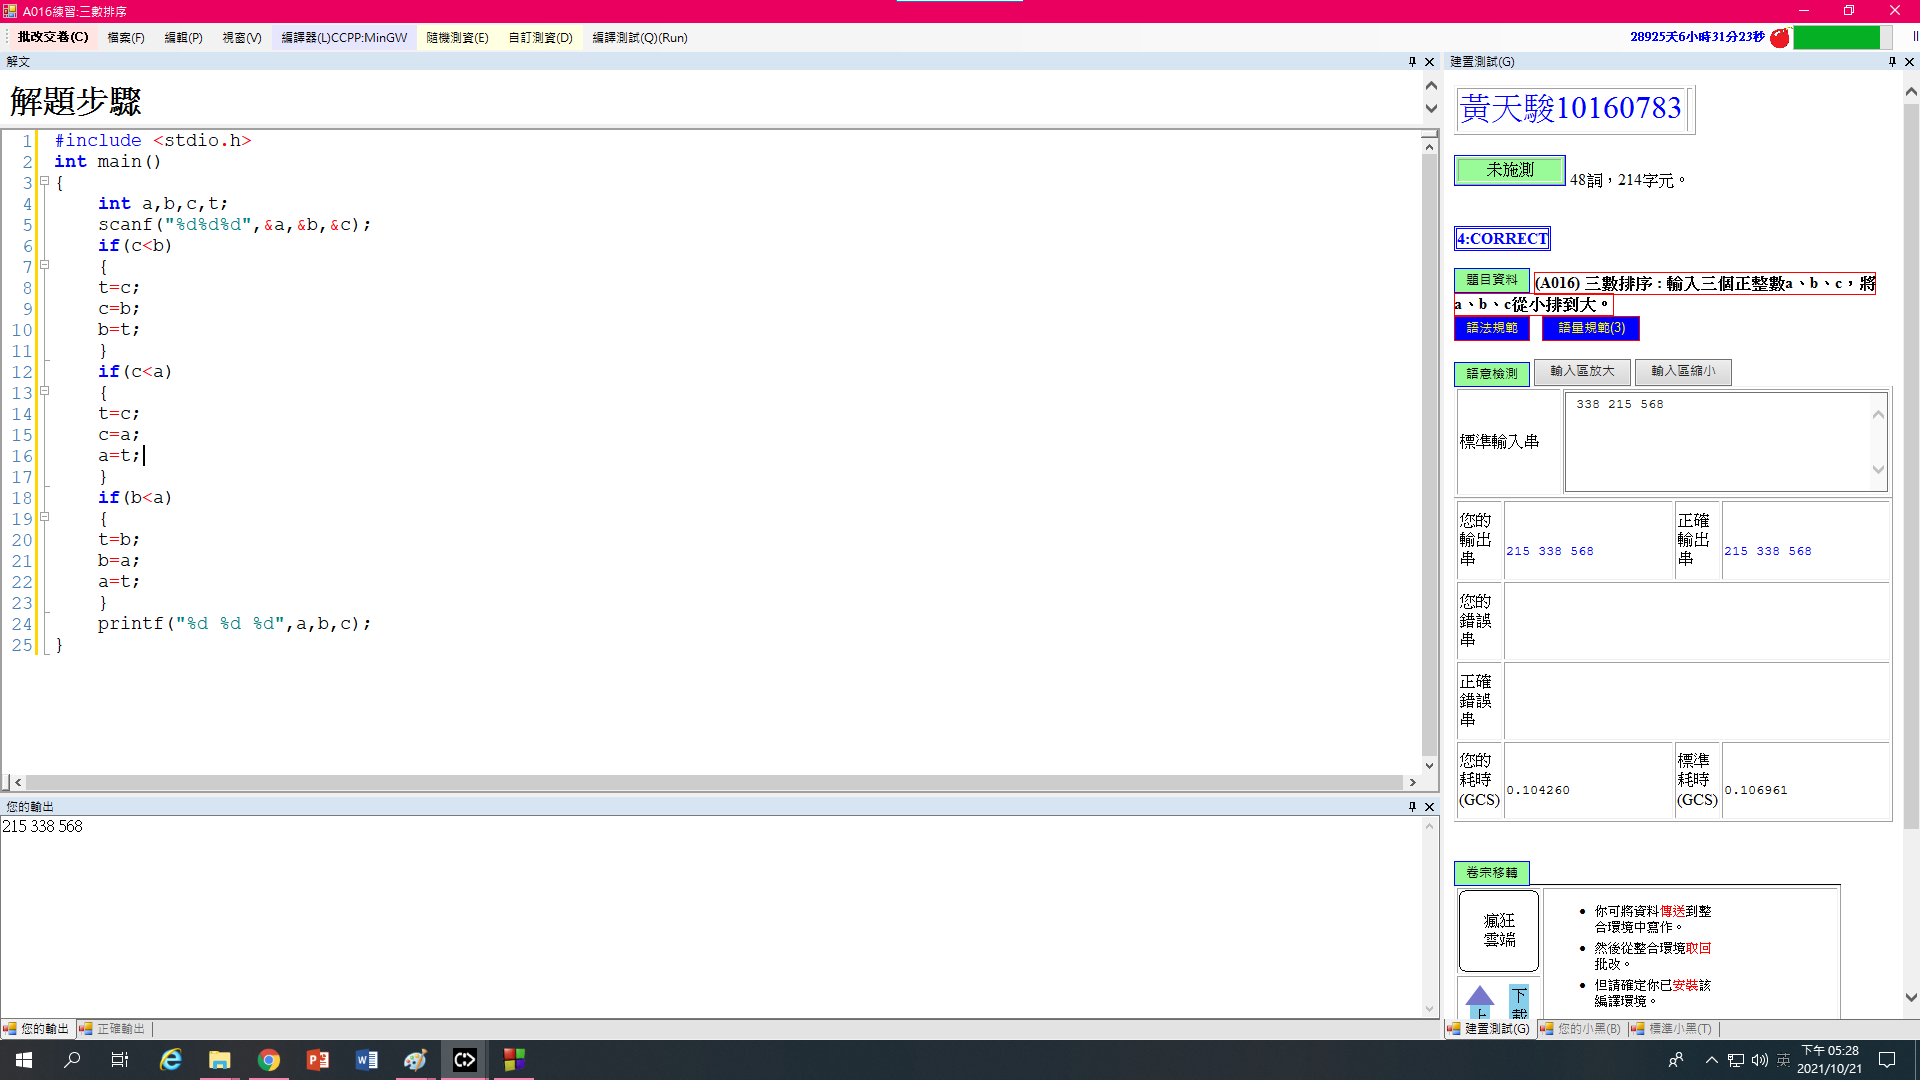 A016練習:三數排序
批改交卷(C) 檔案(F) 編輯(P) 視窗(V) 編譯器(L)CCPP:MinGW 隨機測資(E) 自訂測資(D) 編譯測試(Q)(Run) 28925天6小時31分23秒
解文
解題步驟
1 #include <stdio.h>
2 int main()
3 {
4 int a,b,c,t;
5 scanf("%d%d%d",&a,&b,&c);
6 if(c<b)
7 {
8 t=c;
9 c=b;
10 b=t;
11 }
12 if(c<a)
13 {
14 t=c;
15 c=a;
16 a=t;
17 }
18 if(b<a)
19 {
20 t=b;
21 b=a;
22 a=t;
23 }
24 printf("%d %d %d",a,b,c);
25 }
您的輸出
215 338 568
您的輸出 正確輸出
建置測試(G)
黃天駿10160783
未施測 48詞，214字元。
4:CORRECT
題目資料 (A016) 三數排序：輸入三個正整數a、b、c，將
a、b、c從小排到大。
語法規範 語量規範(3)
語意檢測 輸入區放大 輸入區縮小
標準輸入串 338 215 568
您的
輸出
串
215 338 568
正確
輸出
串
215 338 568
您的
錯誤
串
正確
錯誤
串
您的
耗時
(GCS)
0.104260
標準
耗時
(GCS)
0.106961
卷宗移轉
瘋狂
雲端
上
下
載
你可將資料傳送到整
合環境中寫作。
然後從整合環境取回
批改。
但請確定你已安裝該
編譯環境。
建置測試(G) 您的小黑(B) 標準小黑(T)
英
下午 05:28
2021/10/21